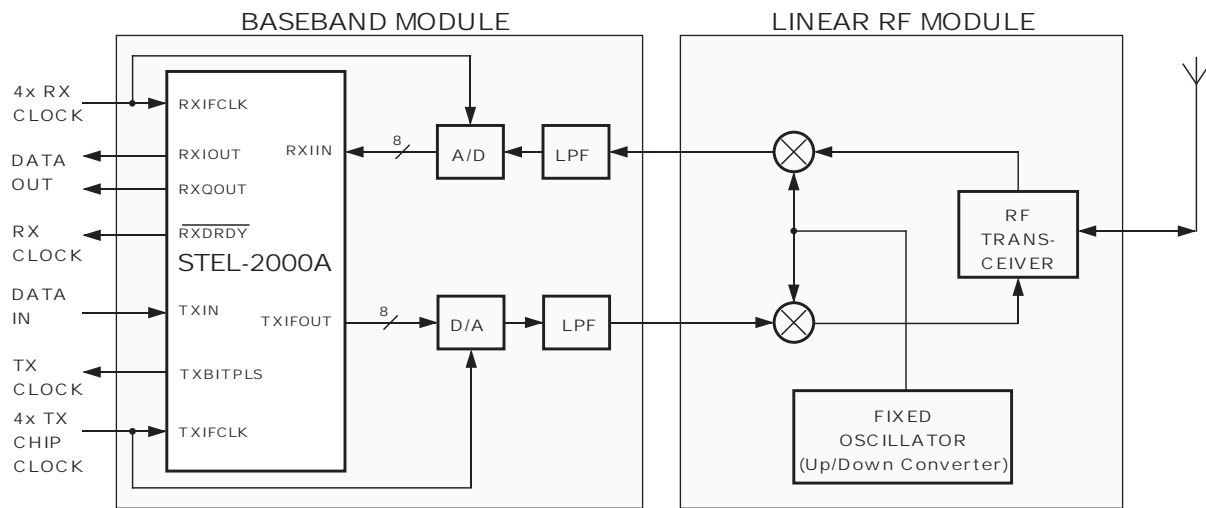 BASEBAND MODULE
LINEAR RF MODULE
4x RX
CLOCK
DATA
OUT
RX
CLOCK
DATA
IN
TX
CLOCK
4x TX
CHIP
CLOCK
RXIFCLK
RXIOUT
RXQOUT
RXDRDY
STEL-2000A
TXIN
TXBITPLS
TXIFCLK
RXIIN
TXIFOUT
8
A/D
LPF
8
D/A
LPF
RF
TRANS-
CEIVER
FIXED
OSCILLATOR
(Up/Down Converter)